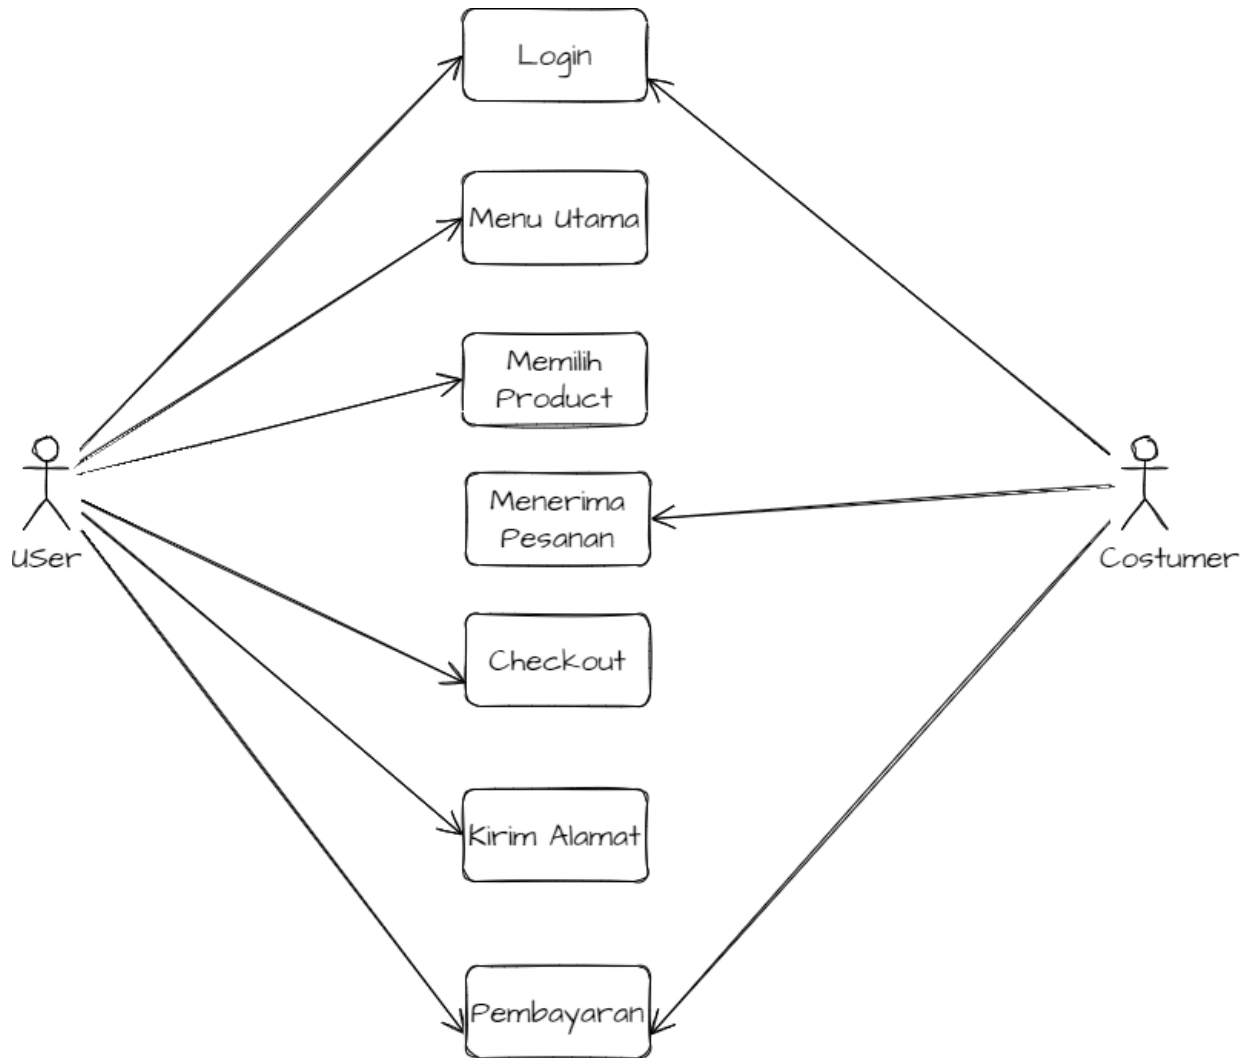 Login
Menu Utama
Memilih
Product
Menerima
Pesanan
USer
Costumer
Checkout
Kirim Alamat
Pembayaran